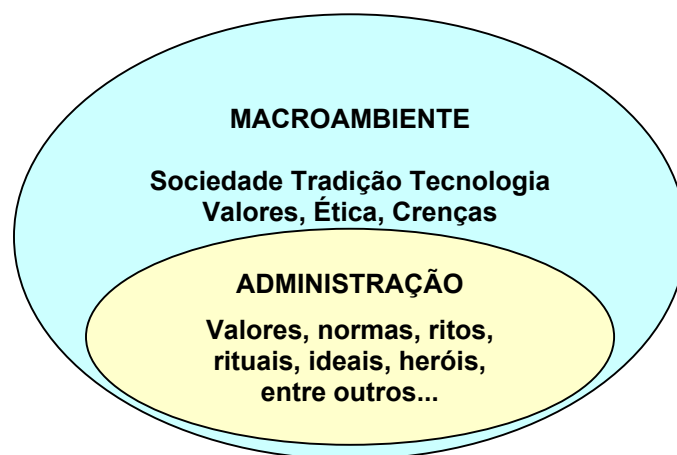 MACROAMBIENTE
Sociedade Tradição Tecnologia
Valores, Ética, Crenças
ADMINISTRAÇÃO
Valores, normas, ritos,
rituais, ideais, heróis,
entre outros...